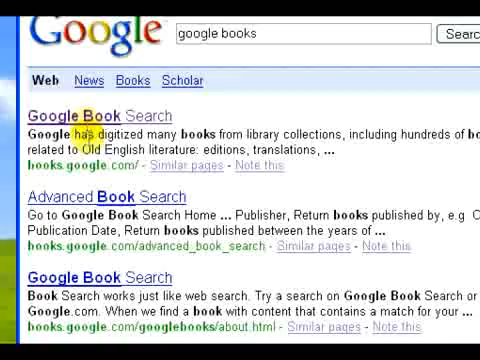 Google
google books
Searc
Web News Books Scholar
Google Book Search
Google has digitized many books from library collections, including hundreds of bo
related to Old English literature: editions, translations, ...
books.google.com/ - Similar pages - Note this
Advanced Book Search
Go to Google Book Search Home ... Publisher, Return books published by, e.g O
Publication Date, Return books published between the years of ...
books.google.com/advanced_book_search - Similar pages - Note this
Google Book Search
Book Search works just like web search. Try a search on Google Book Search or
Google.com. When we find a book with content that contains a match for your ...
books.google.com/googlebooks/about.html - Similar pages - Note this